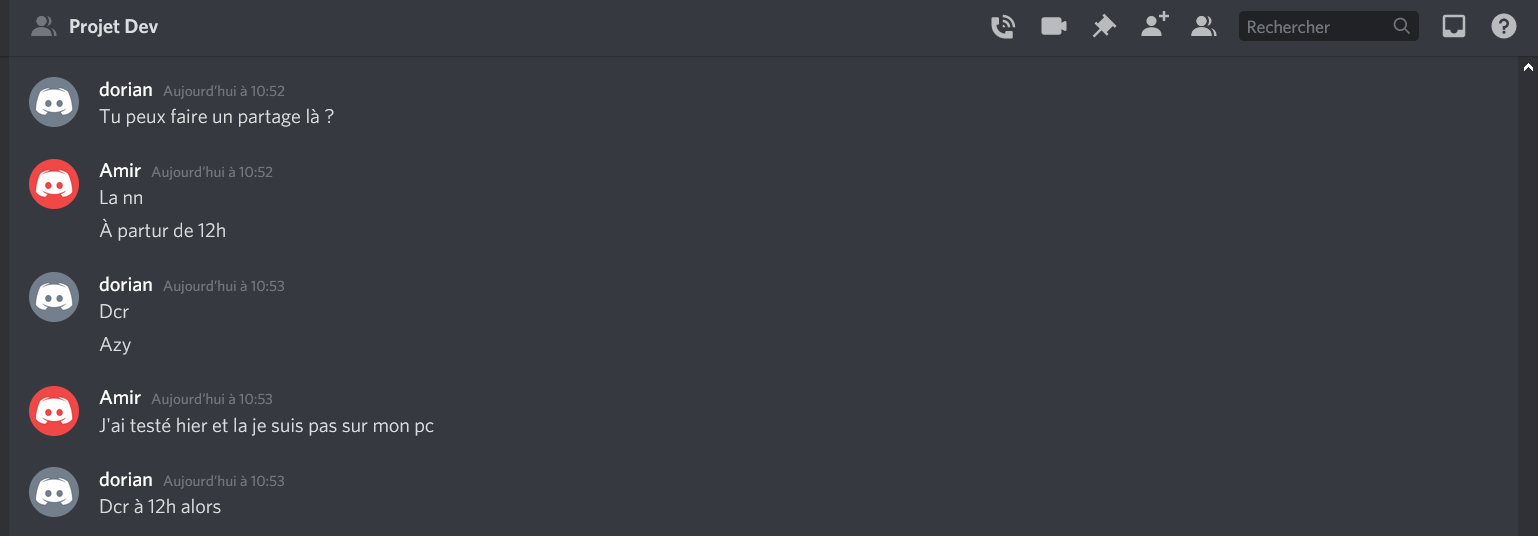 Projet Dev
Rechercher
dorian Aujourd'hui à 10:52
Tu peux faire un partage là ?
Amir Aujourd'hui à 10:52
La nn
À partur de 12h
dorian Aujourd'hui à 10:53
Dcr
Azy
Amir Aujourd'hui à 10:53
J'ai testé hier et la je suis pas sur mon pc
dorian Aujourd'hui à 10:53
Dcr à 12h alors